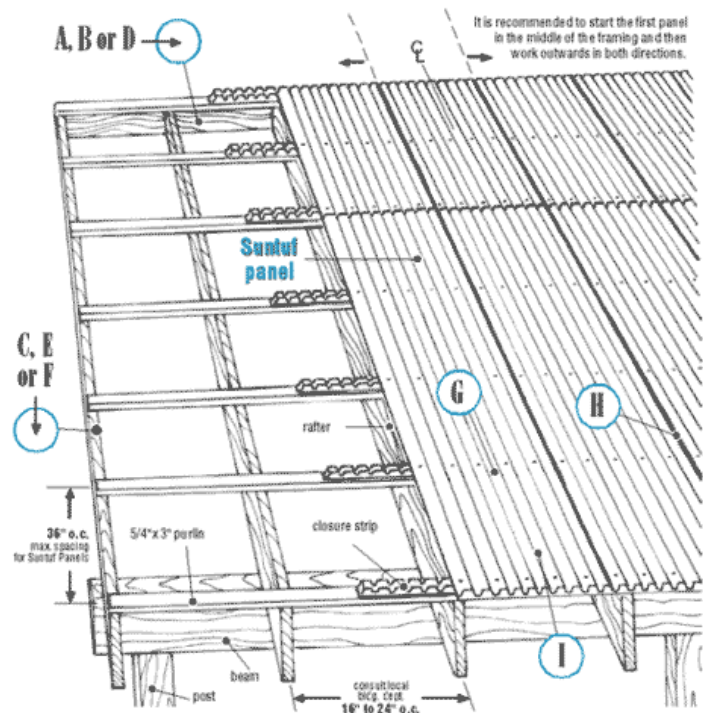 A, B or D
It is recommended to start the first panel
in the middle of the framing and then
work outwards in both directions.
CL
Suntuf
panel
C, E
or F
G
H
rafter
36" o.c.
max. spacing
for Suntuf Panels
5/4"x 3" purlin
closure strip
I
beam
post
consult local
bldg. dept.
16" to 24" o.c.